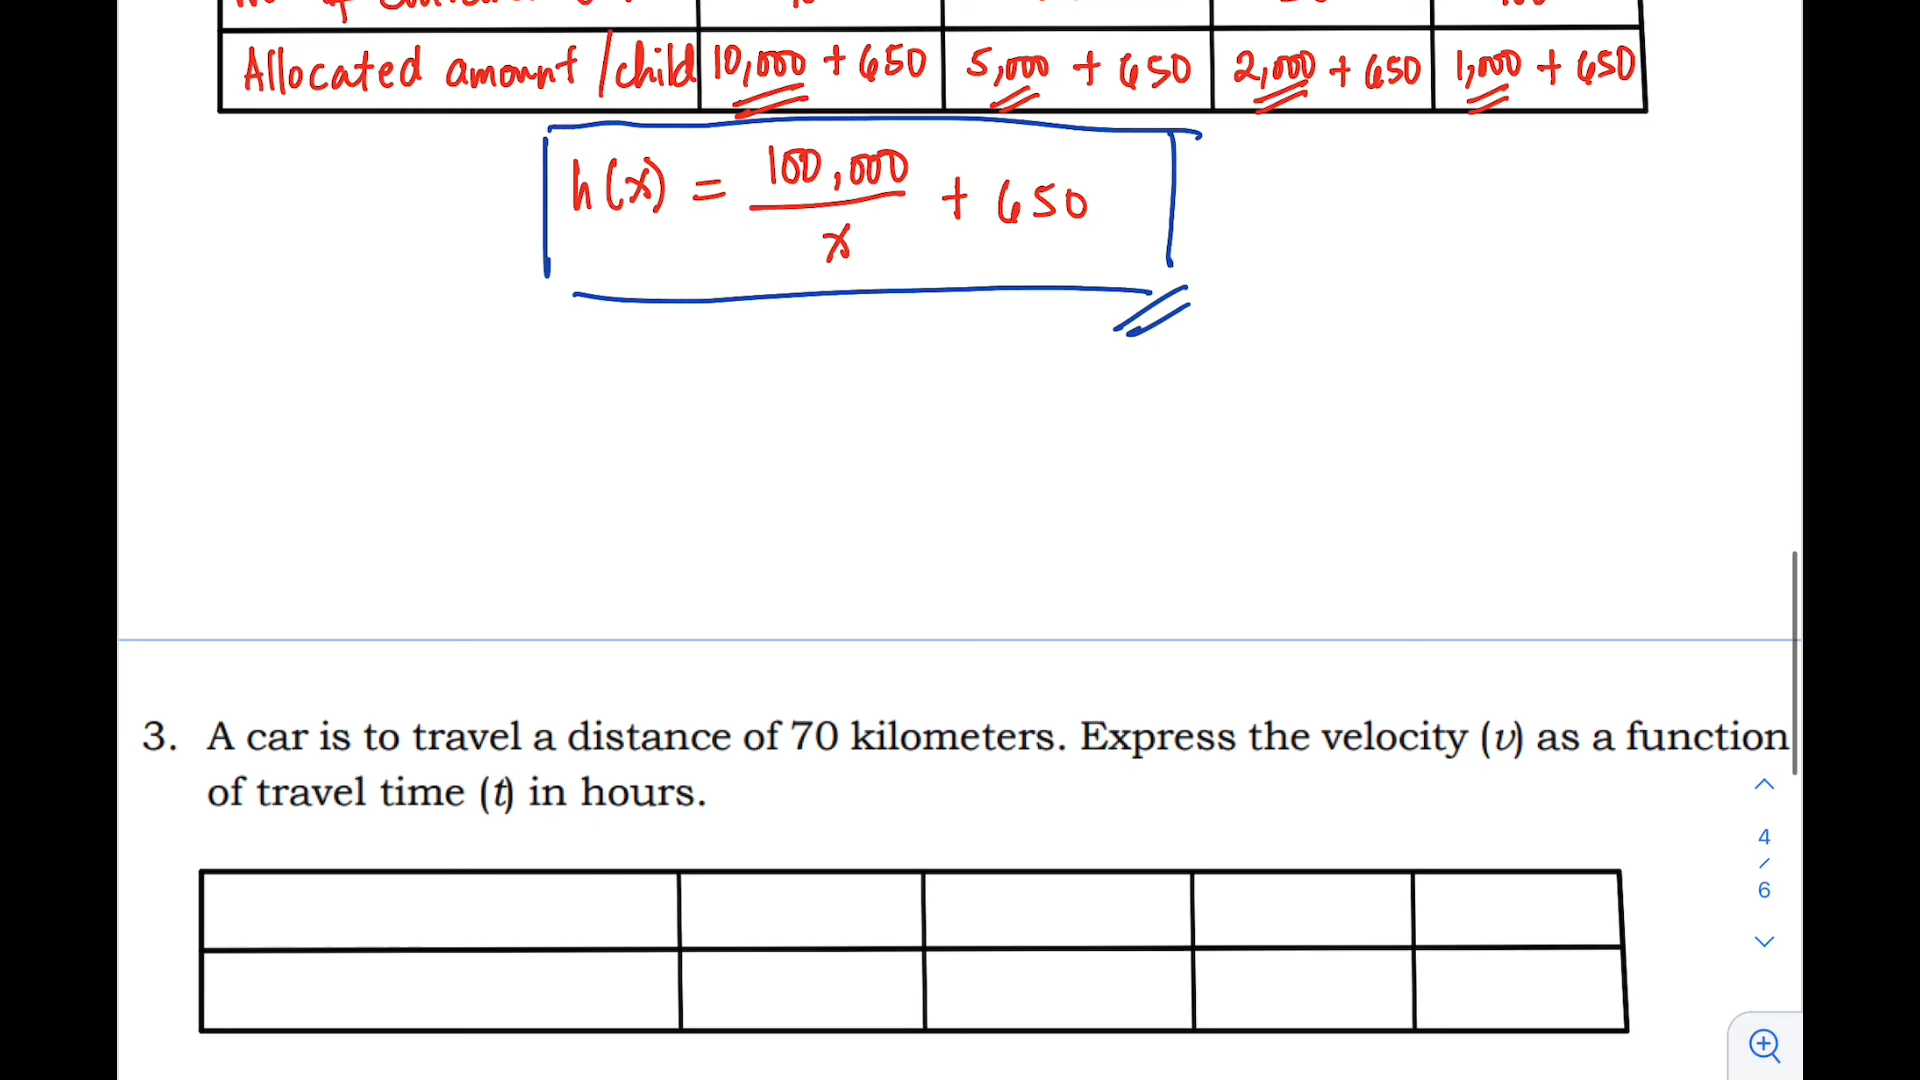 Allocated amount /child 10,000 + 650 5,000 + 650 2,000 + 650 1,000 + 650
h(x) = 100,000 / x + 650
3. A car is to travel a distance of 70 kilometers. Express the velocity (v) as a function
of travel time (t) in hours.
4
/
6